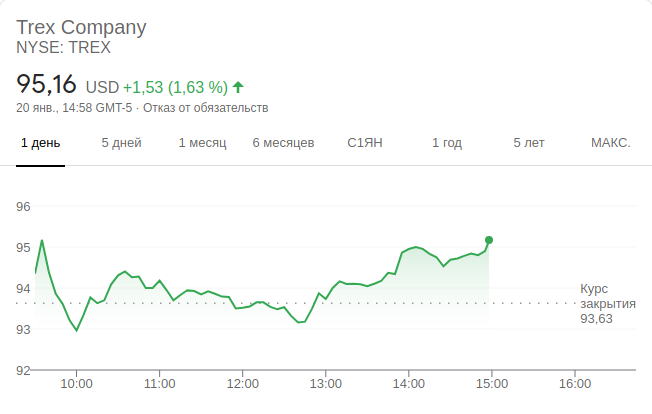 Trex Company
NYSE: TREX
95,16 USD +1,53 (1,63 %)
20 янв., 14:58 GMT-5 · Отказ от обязательств
1 день 5 дней 1 месяц 6 месяцев С1ЯН 1 год 5 лет МАКС.
96
95
94
93
92
Курс
закрытия
93,63
10:00 11:00 12:00 13:00 14:00 15:00 16:00